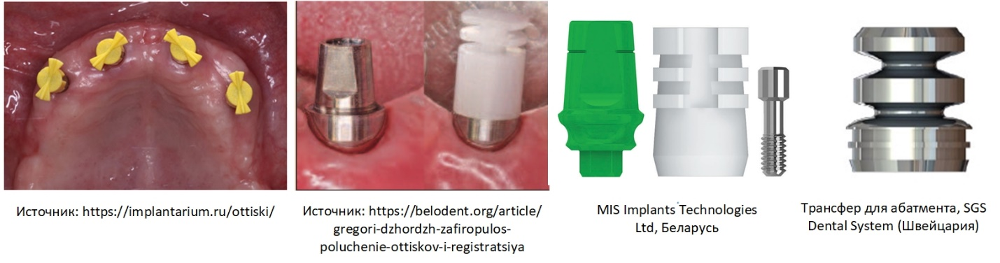 Источник: https://implantarium.ru/ottiski/
Источник: https://belodent.org/article/
gregori-dzhordzh-zafiropulos-
poluchenie-ottiskov-i-registratsiya
MIS Implants Technologies
Ltd, Беларусь
Трансфер для абатмента, SGS
Dental System (Швейцария)